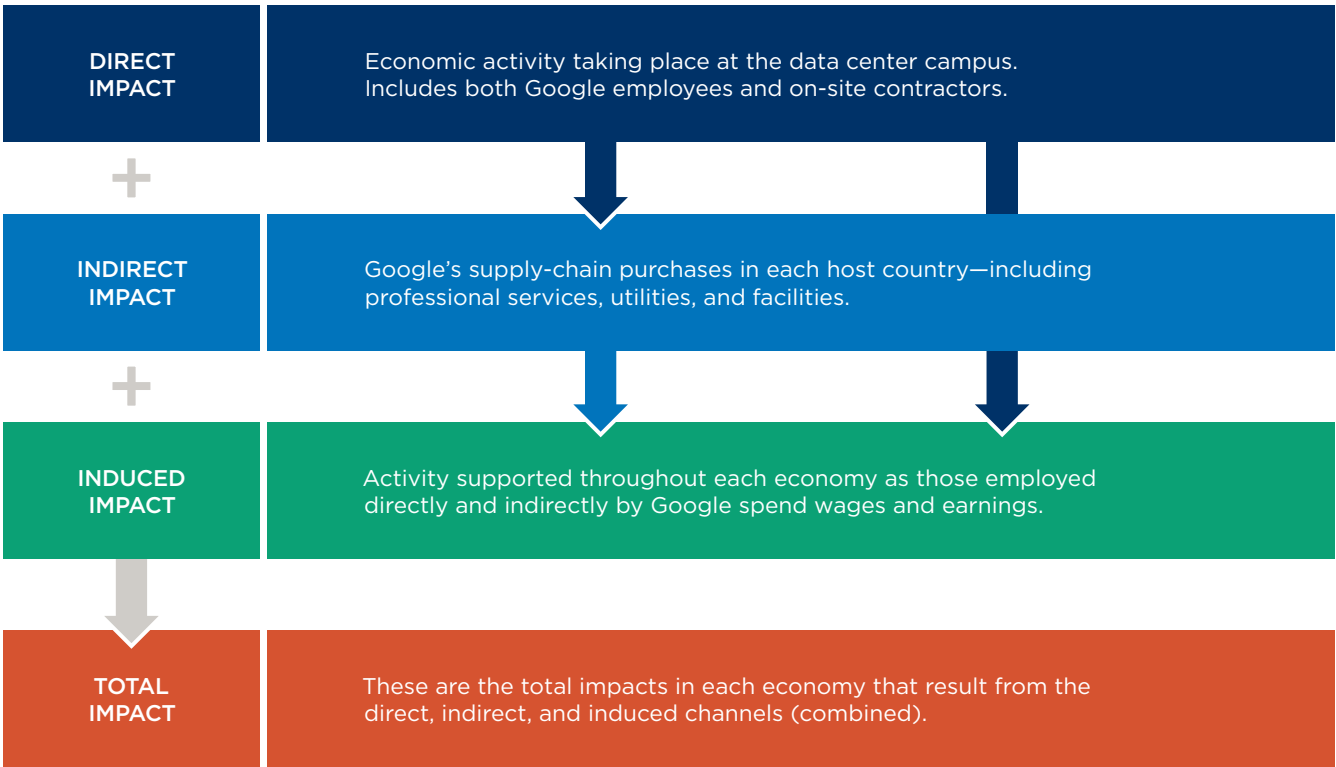 DIRECT
IMPACT
Economic activity taking place at the data center campus.
Includes both Google employees and on-site contractors.
+
INDIRECT
IMPACT
Google’s supply-chain purchases in each host country—including
professional services, utilities, and facilities.
+
INDUCED
IMPACT
Activity supported throughout each economy as those employed
directly and indirectly by Google spend wages and earnings.
TOTAL
IMPACT
These are the total impacts in each economy that result from the
direct, indirect, and induced channels (combined).